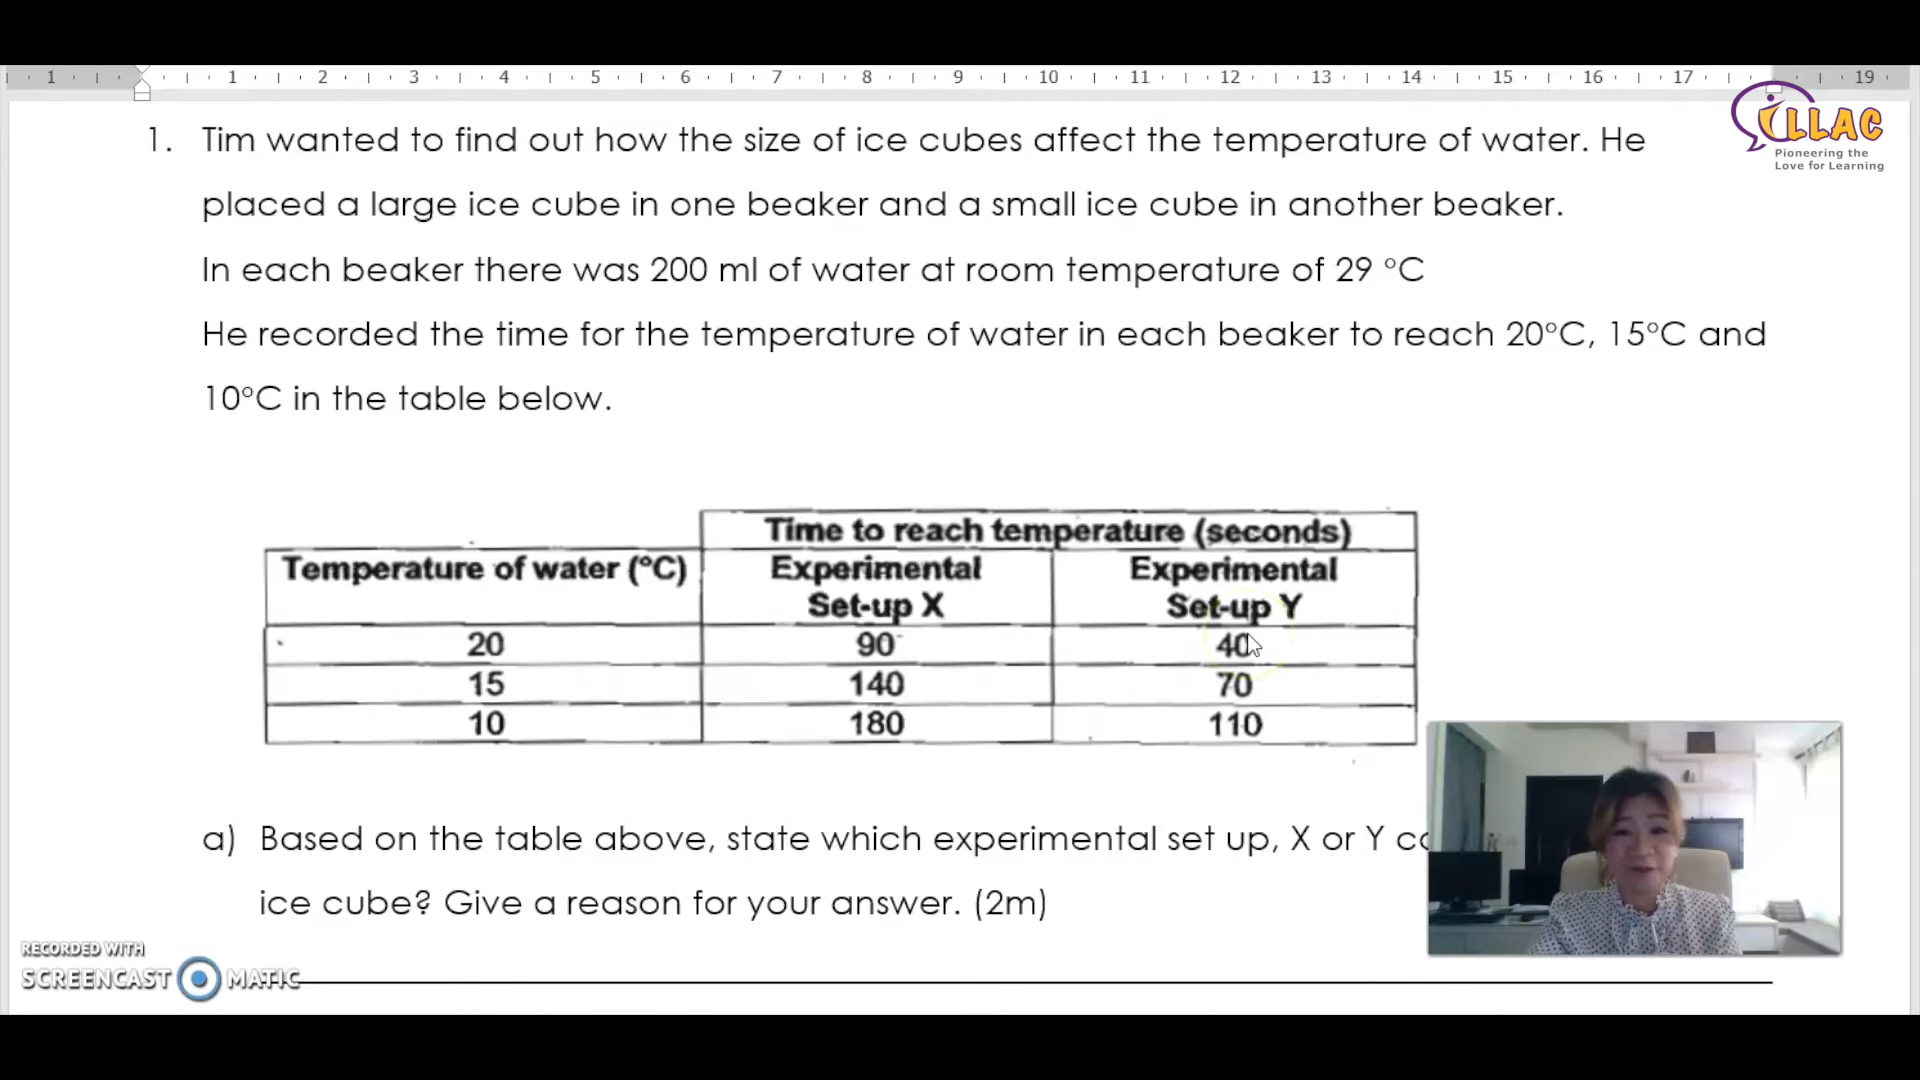 1 1 2 3 4 5 6 7 8 9 10 11 12 13 14 15 16 17 19
iLLAC
Pioneering the
Love for Learning
1. Tim wanted to find out how the size of ice cubes affect the temperature of water. He
placed a large ice cube in one beaker and a small ice cube in another beaker.
In each beaker there was 200 ml of water at room temperature of 29 °C
He recorded the time for the temperature of water in each beaker to reach 20°C, 15°C and
10°C in the table below.
Time to reach temperature (seconds)
Temperature of water (°C) Experimental Set-up X Experimental Set-up Y
20 90 40
15 140 70
10 180 110
a) Based on the table above, state which experimental set up, X or Y
ice cube? Give a reason for your answer. (2m)
RECORDED WITH
SCREENCAST MATIC